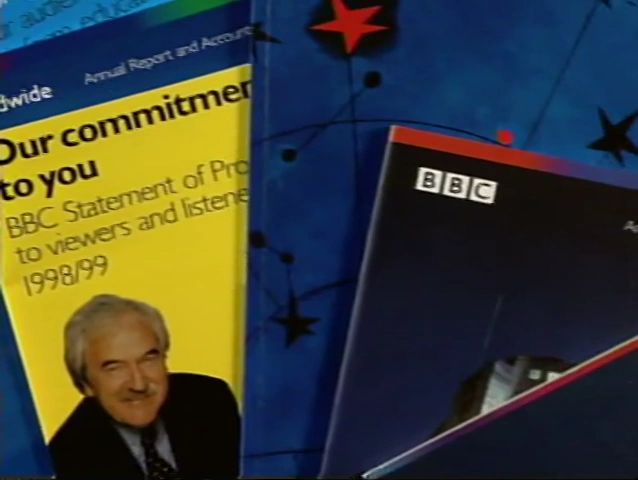 Annual Report and Accoun
dwide
Our commitmen
to you
BBC Statement of Pro
to viewers and listene
1998/99
BBC